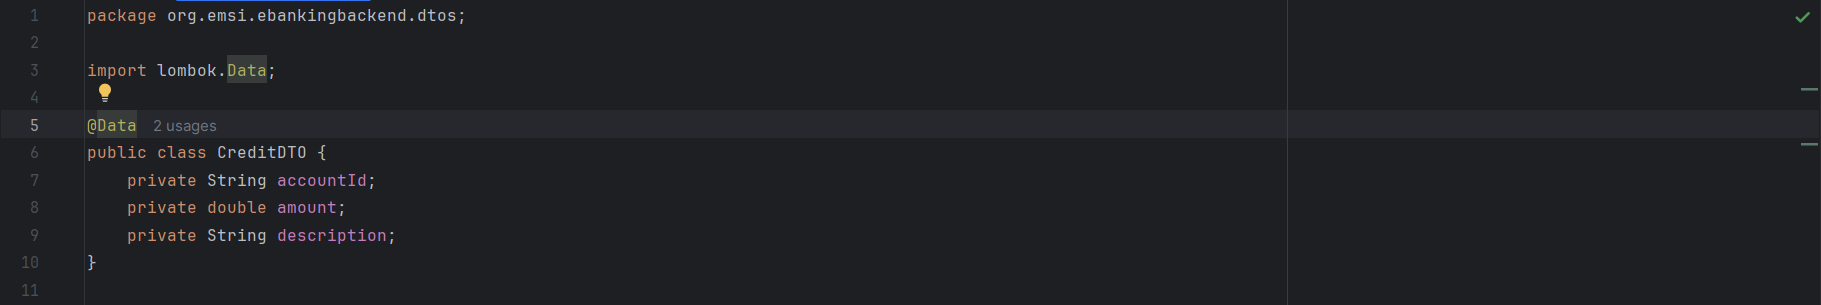 1 package org.emsi.ebankingbackend.dtos;
2
3 import lombok.Data;
4
5 @Data 2 usages
6 public class CreditDTO {
7 private String accountId;
8 private double amount;
9 private String description;
10 }
11